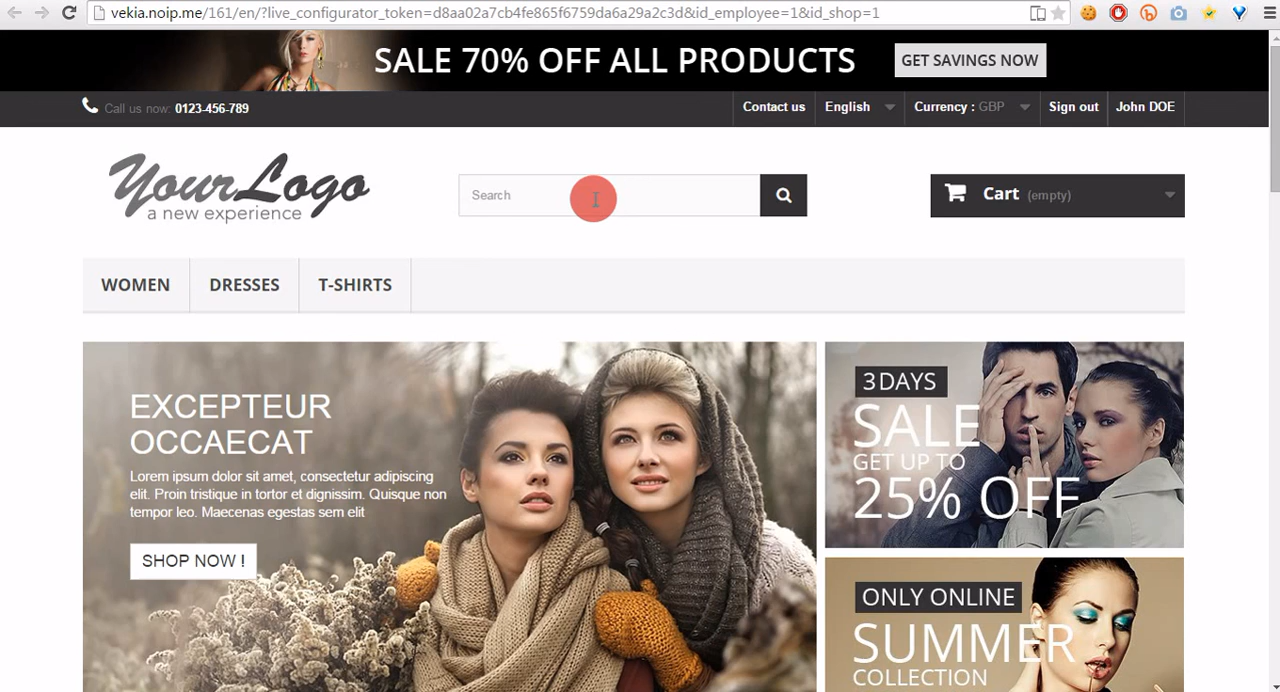 vekia.noip.me/161/en/?live_configurator_token=d8aa02a7cb4fe865f6759da6a29a2c3d&id_employee=1&id_shop=1
SALE 70% OFF ALL PRODUCTS GET SAVINGS NOW
Call us now: 0123-456-789 Contact us English Currency : GBP Sign out John DOE
YourLogo
a new experience
Search
Cart (empty)
WOMEN DRESSES T-SHIRTS
EXCEPTEUR
OCCAECAT
Lorem ipsum dolor sit amet, consectetur adipiscing
elit. Proin tristique in tortor et dignissim. Quisque non
tempor leo. Maecenas egestas sem elit
SHOP NOW !
3 DAYS
SALE
GET UP TO
25% OFF
ONLY ONLINE
SUMMER
COLLECTION